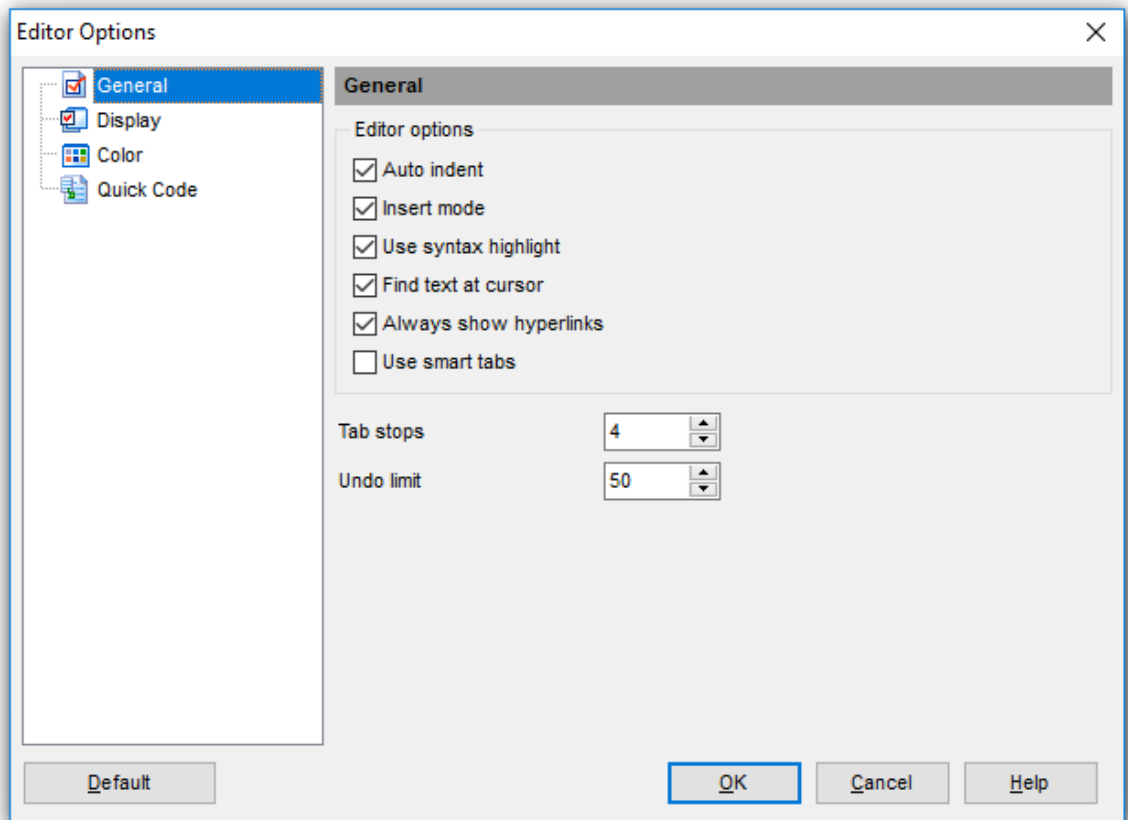 Editor Options
General
Display
Color
Quick Code
General
Editor options
Auto indent
Insert mode
Use syntax highlight
Find text at cursor
Always show hyperlinks
Use smart tabs
Tab stops 4
Undo limit 50
Default OK Cancel Help